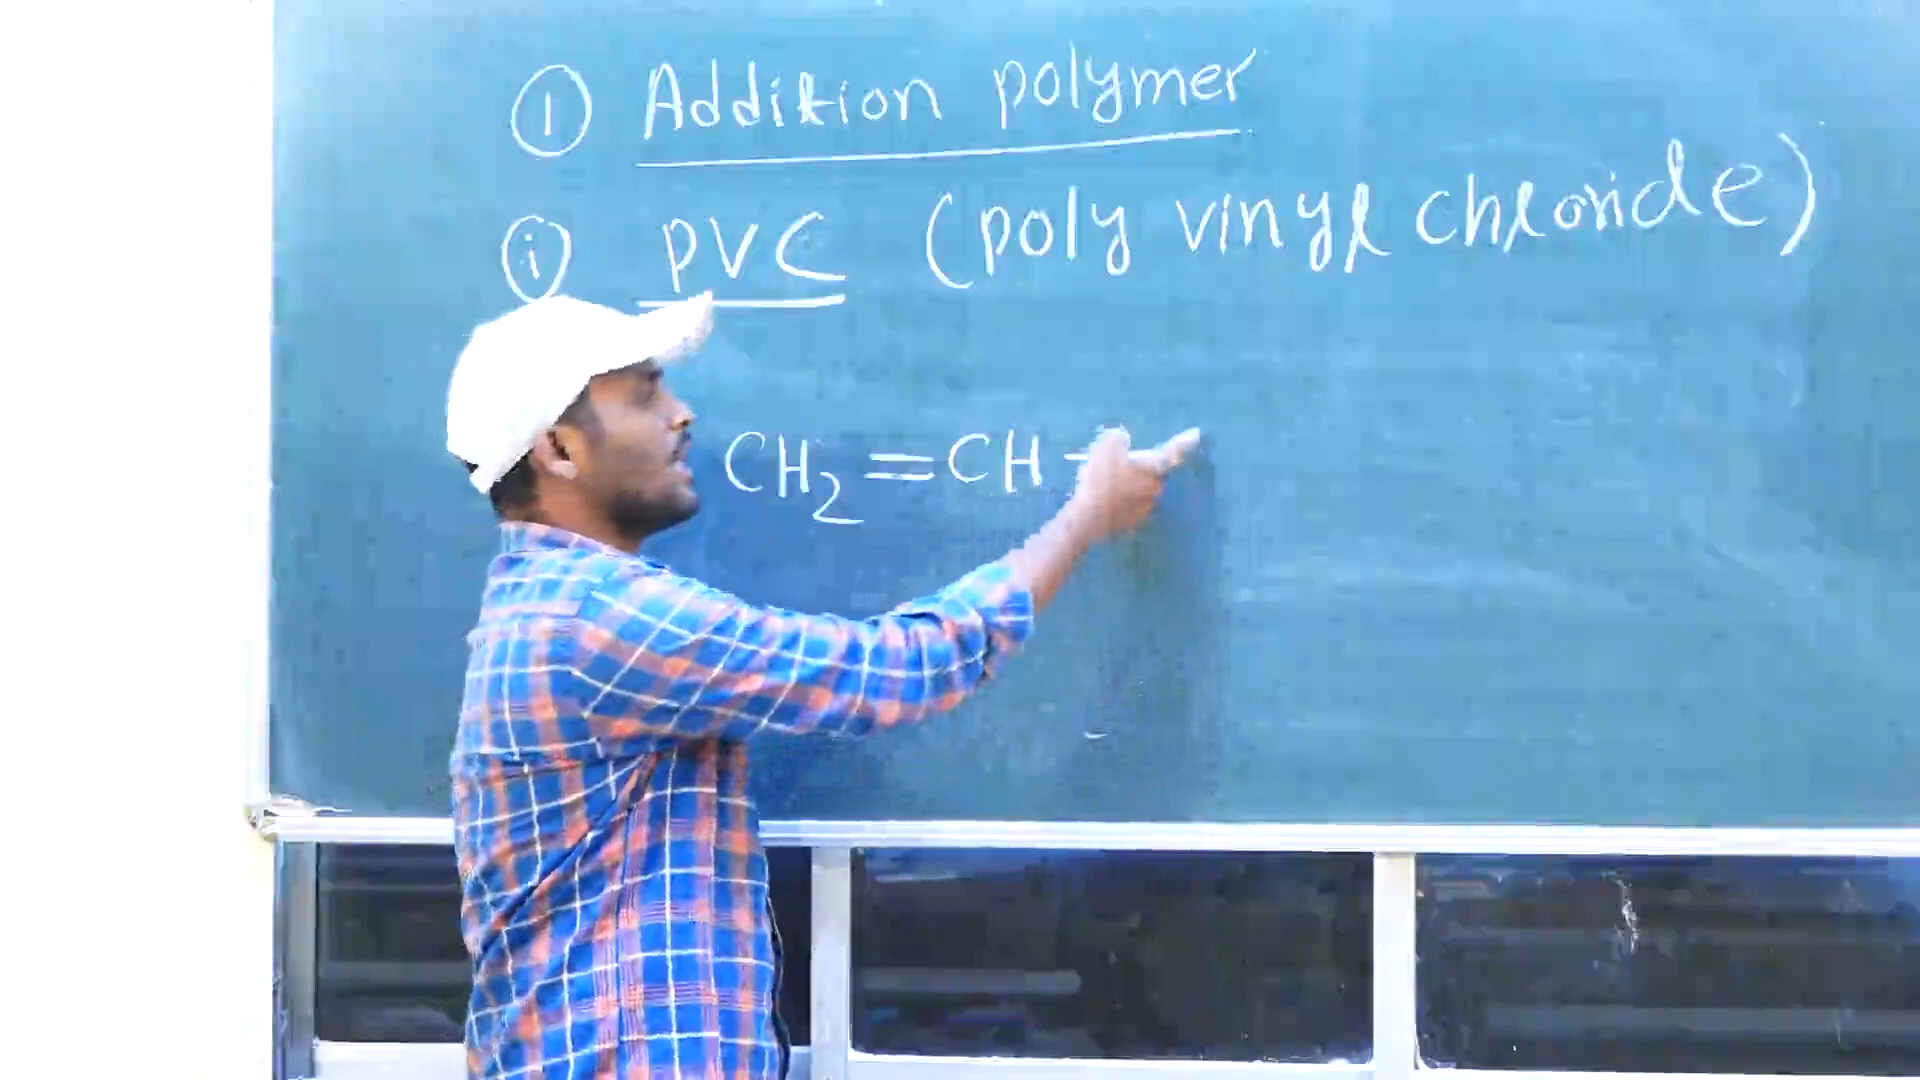 ① Addition polymer
ⓘ PVC (poly vinyl chloride)
CH₂=CH-